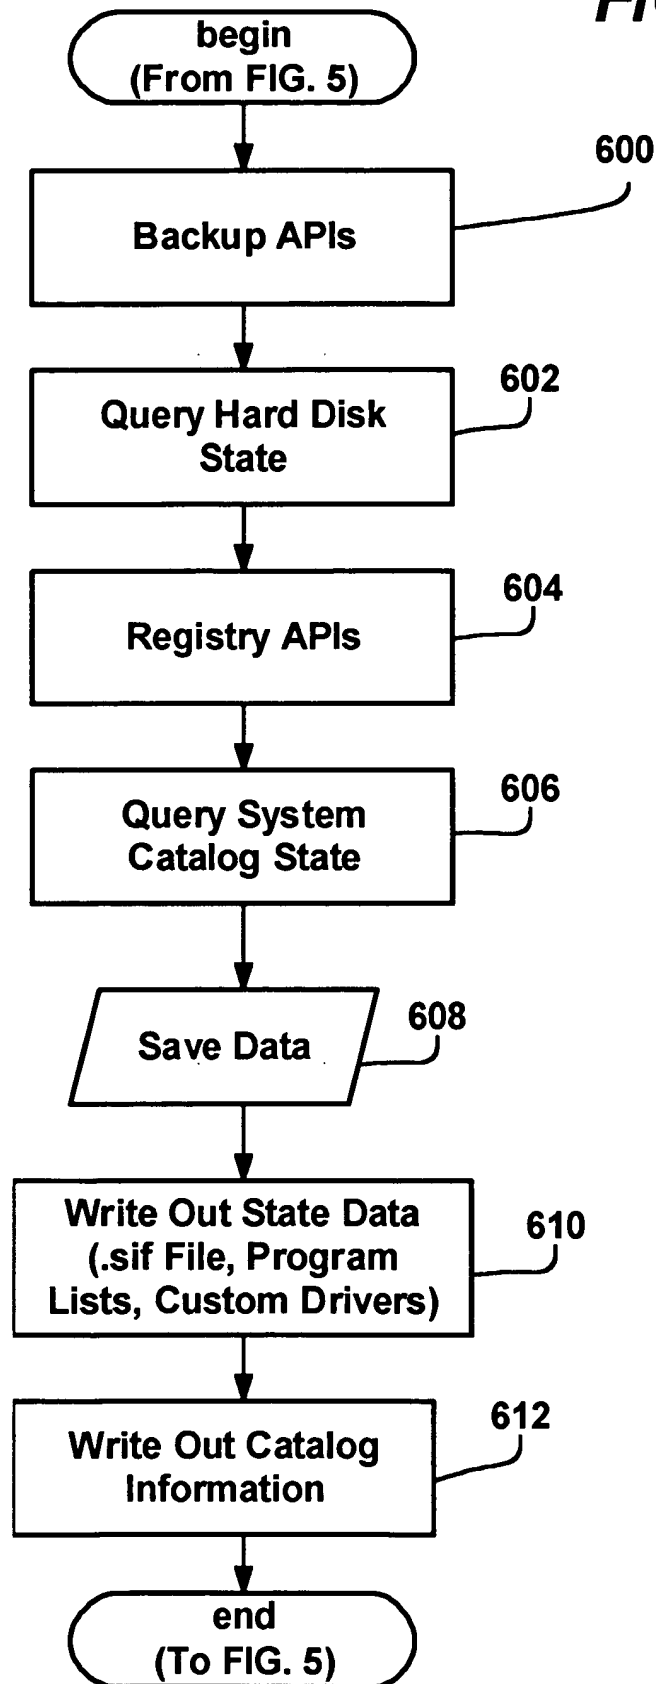 begin
(From FIG. 5)
600
Backup APIs
602
Query Hard Disk
State
604
Registry APIs
606
Query System
Catalog State
608
Save Data
Write Out State Data
(.sif File, Program
Lists, Custom Drivers)
610
612
Write Out Catalog
Information
end
(To FIG. 5)